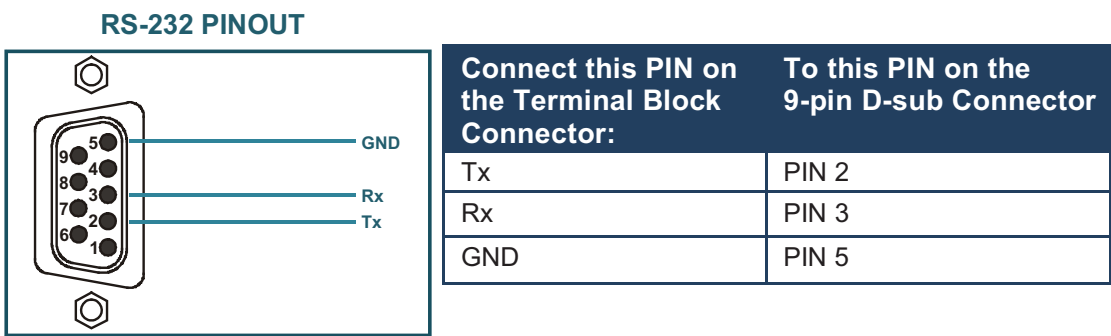 RS-232 PINOUT
5
9
4
8
3
7
2
6
1
GND
Rx
Tx
Connect this PIN on
the Terminal Block
Connector:
To this PIN on the
9-pin D-sub Connector
Tx
PIN 2
Rx
PIN 3
GND
PIN 5